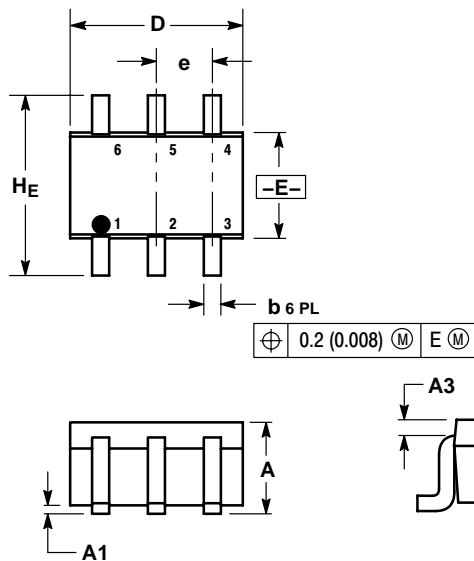 D
e
6 5 4
HE
–E–
1 2 3
b 6 PL
⌖ 0.2 (0.008) Ⓜ E Ⓜ
A3
A
A1